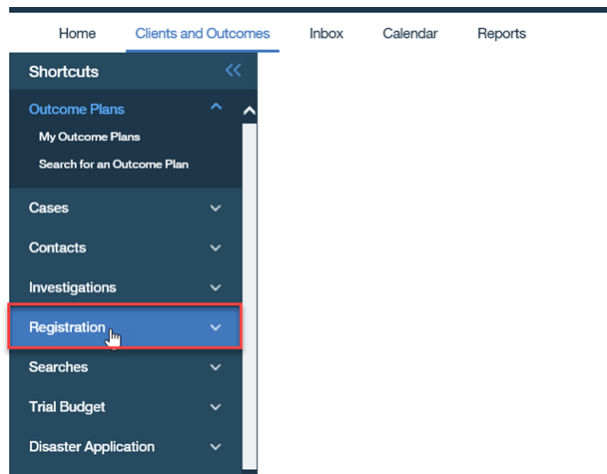 Home Clients and Outcomes Inbox Calendar Reports
Shortcuts
Outcome Plans
My Outcome Plans
Search for an Outcome Plan
Cases
Contacts
Investigations
Registration
Searches
Trial Budget
Disaster Application